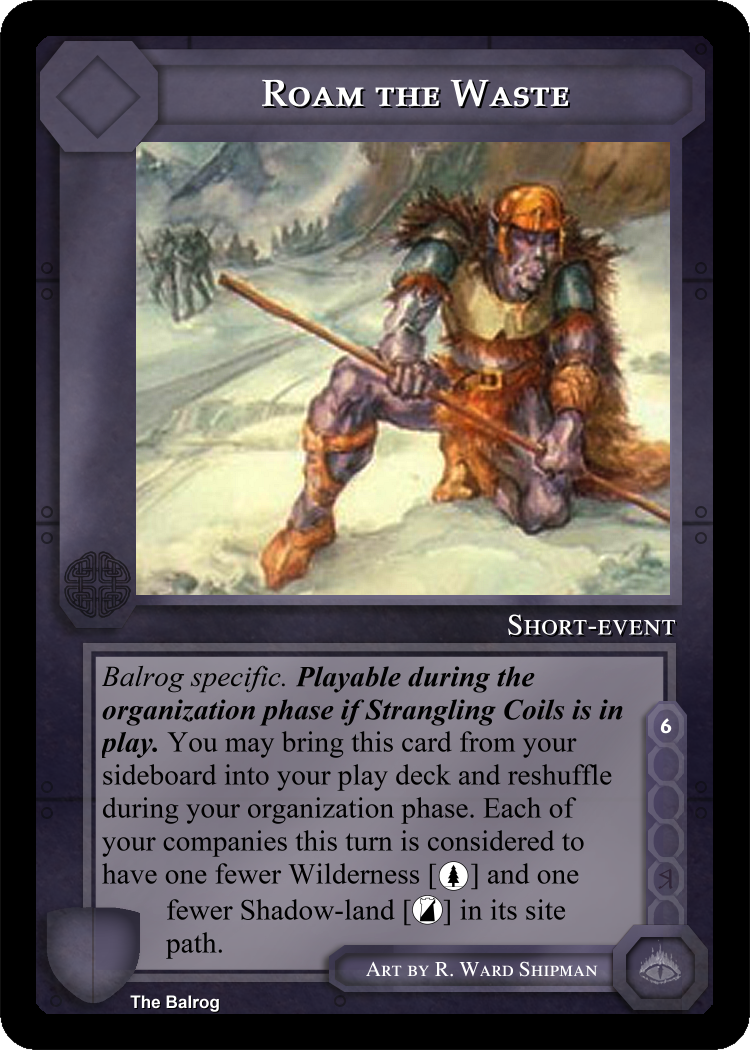 Roam the Waste
Short-event
Balrog specific. Playable during the
organization phase if Strangling Coils is in
play. You may bring this card from your
sideboard into your play deck and reshuffle
during your organization phase. Each of
your companies this turn is considered to
have one fewer Wilderness [ ] and one
fewer Shadow-land [ ] in its site
path.
6
Art by R. Ward Shipman
The Balrog